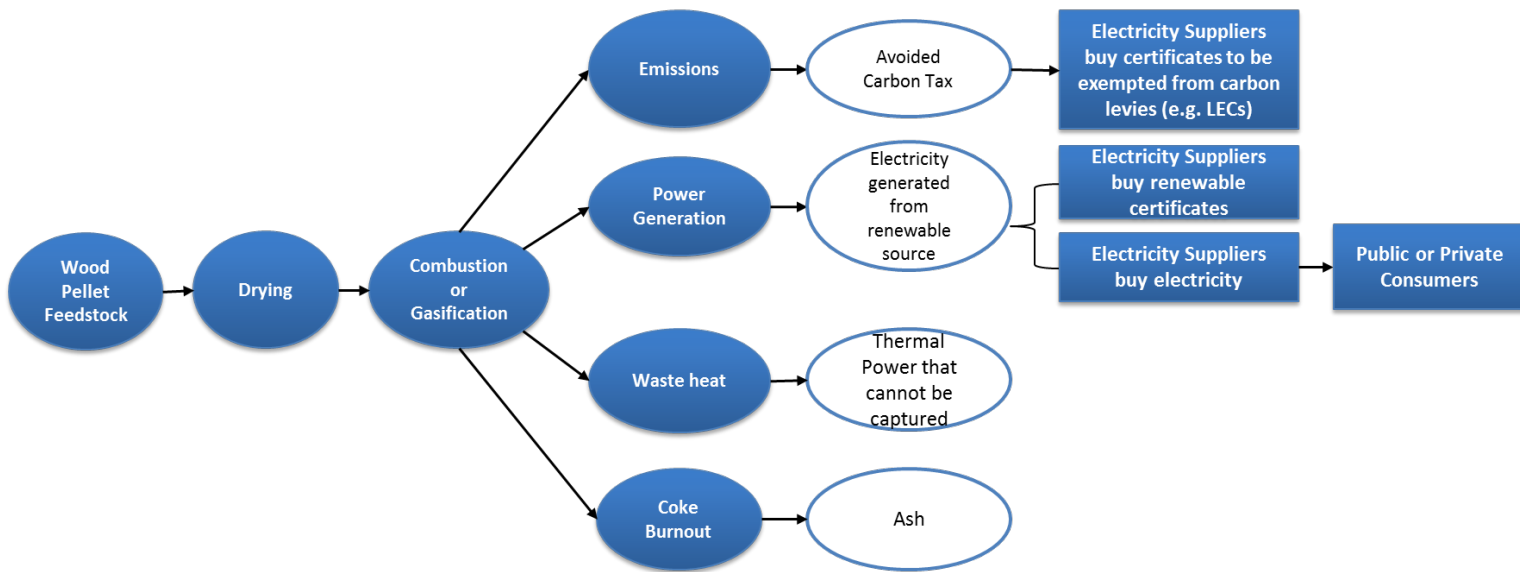 Wood
Pellet
Feedstock
Drying
Combustion
or
Gasification
Emissions
Avoided
Carbon Tax
Electricity Suppliers
buy certificates to be
exempted from carbon
levies (e.g. LECs)
Power
Generation
Electricity
generated
from
renewable
source
Electricity Suppliers
buy renewable
certificates
Electricity Suppliers
buy electricity
Public or Private
Consumers
Waste heat
Thermal
Power that
cannot be
captured
Coke
Burnout
Ash